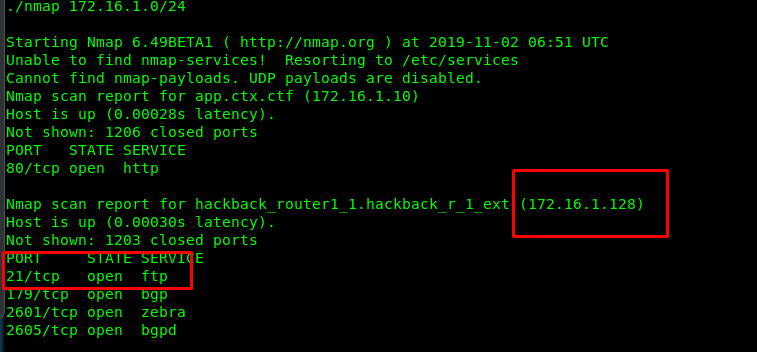 ./nmap 172.16.1.0/24
Starting Nmap 6.49BETA1 ( http://nmap.org ) at 2019-11-02 06:51 UTC
Unable to find nmap-services!  Resorting to /etc/services
Cannot find nmap-payloads. UDP payloads are disabled.
Nmap scan report for app.ctx.ctf (172.16.1.10)
Host is up (0.00028s latency).
Not shown: 1206 closed ports
PORT   STATE SERVICE
80/tcp open  http
Nmap scan report for hackback_router1_1.hackback_r_1_ext (172.16.1.128)
Host is up (0.00030s latency).
Not shown: 1203 closed ports
PORT     STATE SERVICE
21/tcp   open  ftp
179/tcp  open  bgp
2601/tcp open  zebra
2605/tcp open  bgpd